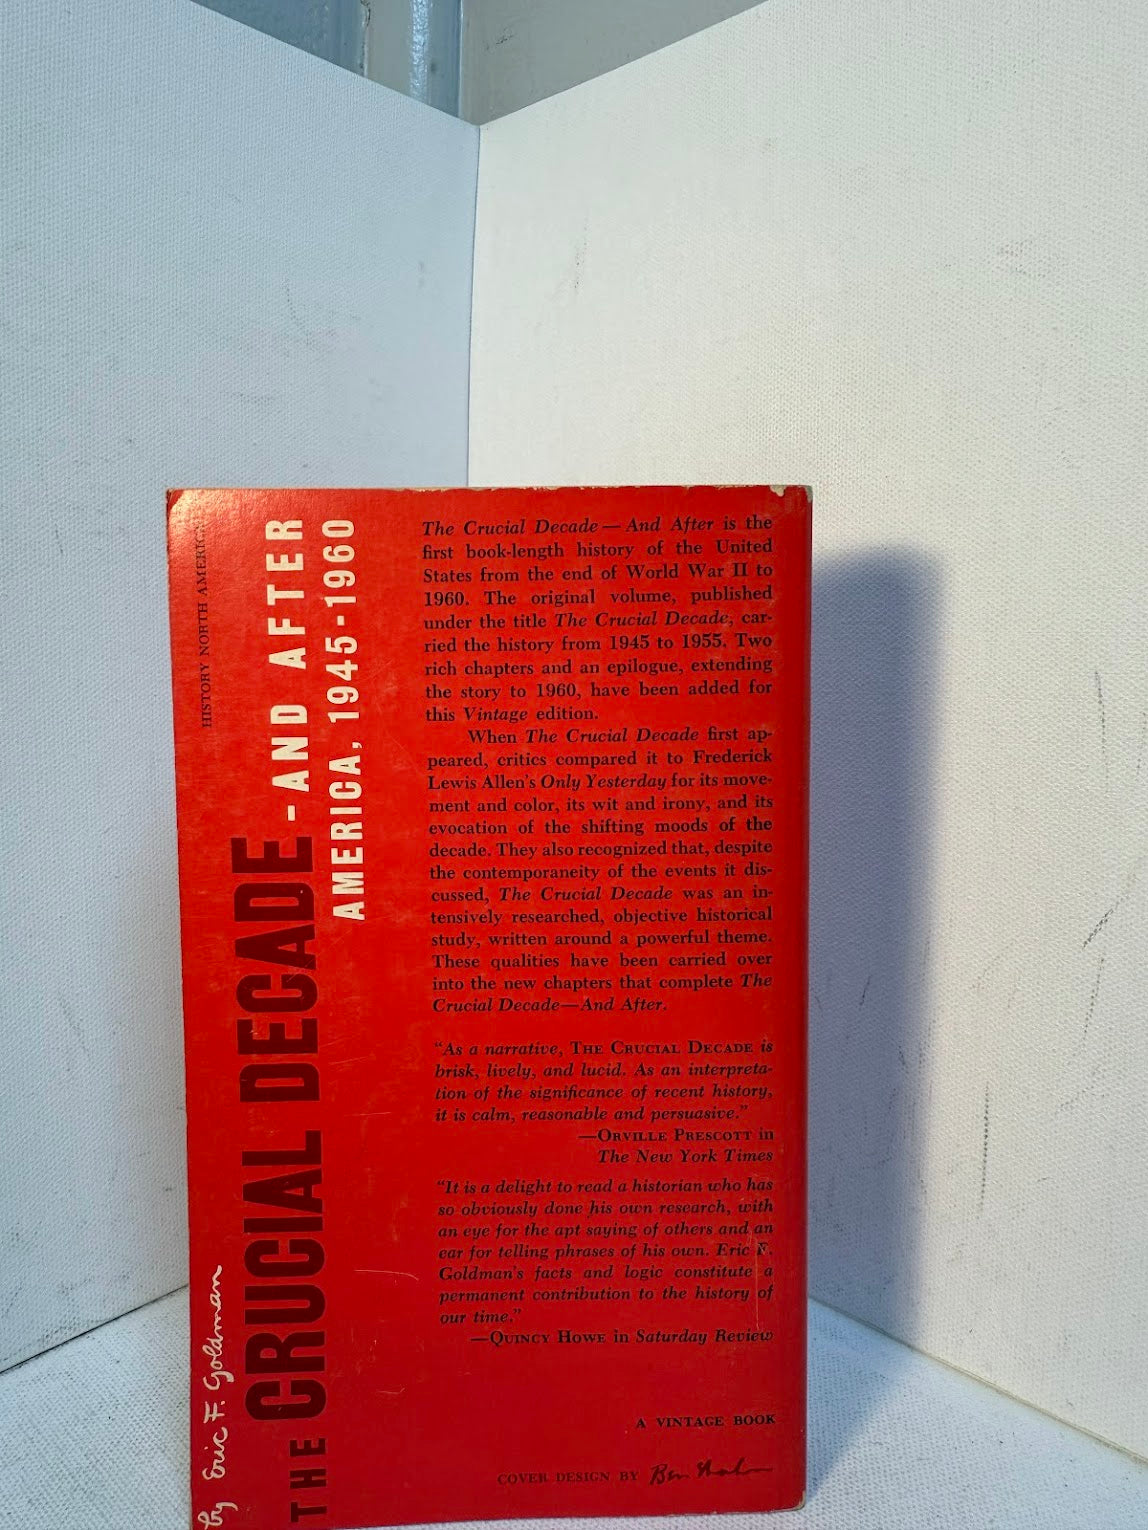 HISTORY NORTH AMERICA
THE CRUCIAL DECADE - AND AFTER
AMERICA, 1945-1960
by Eric F. Goldman
The Crucial Decade — And After is the
first book-length history of the United
States from the end of World War II to
1960. The original volume, published
under the title The Crucial Decade, car-
ried the history from 1945 to 1955. Two
rich chapters and an epilogue, extending
the story to 1960, have been added for
this Vintage edition.
When The Crucial Decade first ap-
peared, critics compared it to Frederick
Lewis Allen's Only Yesterday for its move-
ment and color, its wit and irony, and its
evocation of the shifting moods of the
decade. They also recognized that, despite
the contemporaneity of the events it dis-
cussed, The Crucial Decade was an in-
tensively researched, objective historical
study, written around a powerful theme.
These qualities have been carried over
into the new chapters that complete The
Crucial Decade—And After.
"As a narrative, THE CRUCIAL DECADE is
brisk, lively, and lucid. As an interpreta-
tion of the significance of recent history,
it is calm, reasonable and persuasive."
—ORVILLE PRESCOTT in
The New York Times
"It is a delight to read a historian who has
so obviously done his own research, with
an eye for the apt saying of others and an
ear for telling phrases of his own. Eric F.
Goldman's facts and logic constitute a
permanent contribution to the history of
our time."
—QUINCY HOWE in Saturday Review
A VINTAGE BOOK
COVER DESIGN BY Ben Shahn